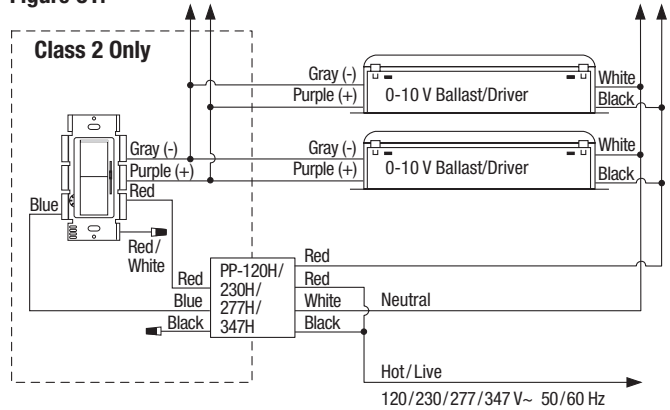 Class 2 Only
Gray (-)
Purple (+)
0-10 V Ballast/Driver
White
Black
Gray (-)
Purple (+)
0-10 V Ballast/Driver
White
Black
Gray (-)
Purple (+)
Red
Blue
Red/
White
Red
Blue
Black
PP-120H/
230H/
277H/
347H
Red
Red
White
Neutral
Black
Hot/Live
120/230/277/347 V~ 50/60 Hz